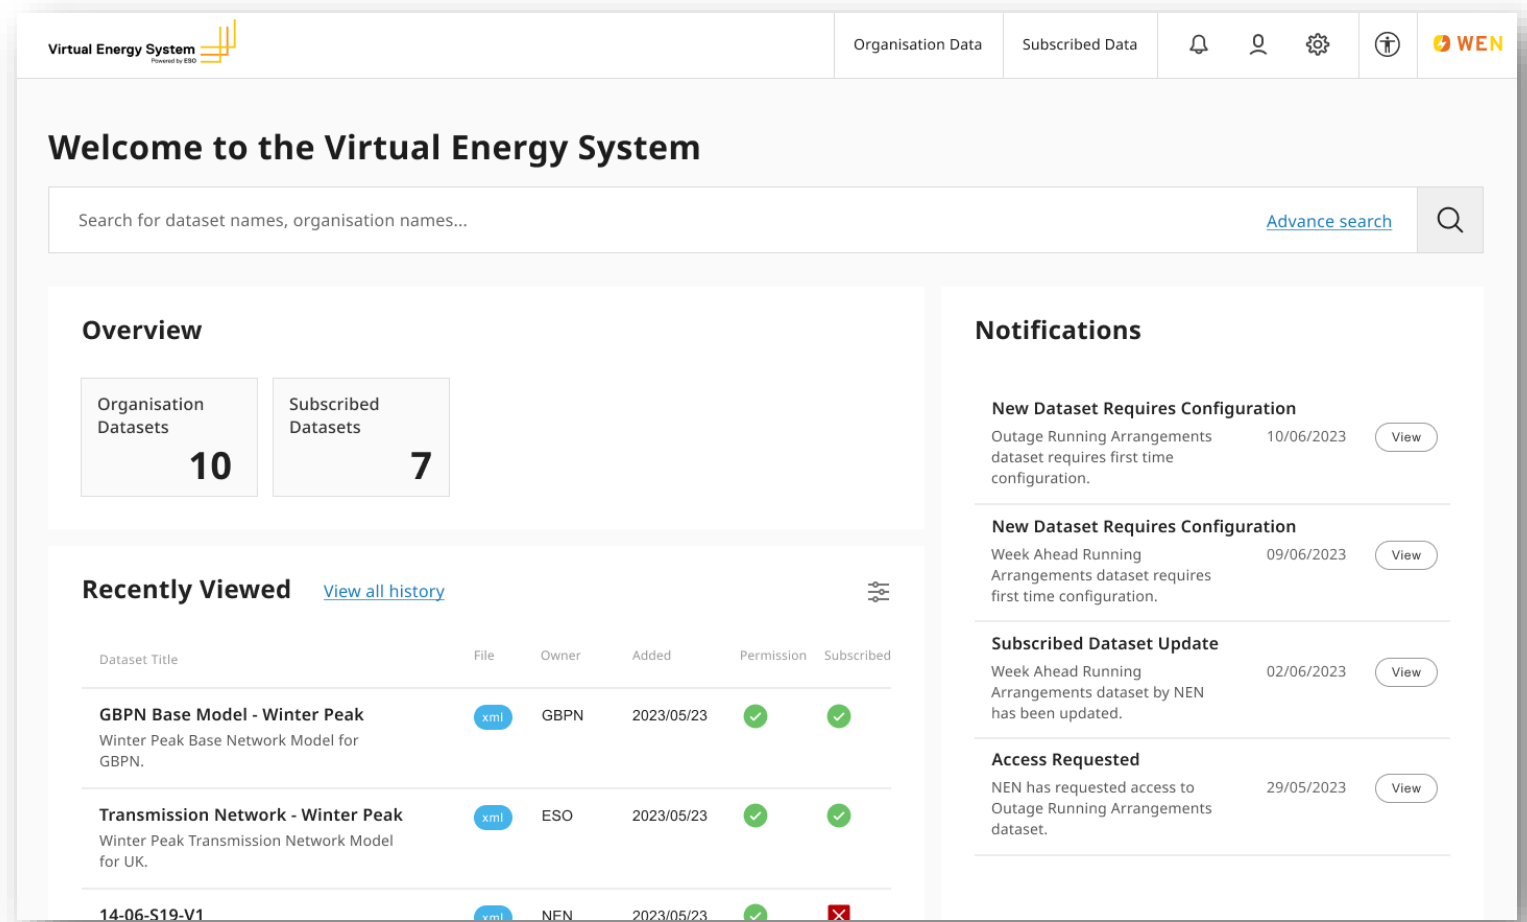 Virtual Energy System
Powered by ESO
Organisation Data
Subscribed Data
WEN
Welcome to the Virtual Energy System
Search for dataset names, organisation names...
Advance search
Overview
Organisation
Datasets
10
Subscribed
Datasets
7
Recently Viewed
View all history
Dataset Title File Owner Added Permission Subscribed
GBPN Base Model - Winter Peak xml GBPN 2023/05/23
Winter Peak Base Network Model for
GBPN.
Transmission Network - Winter Peak xml ESO 2023/05/23
Winter Peak Transmission Network Model
for UK.
14-06-S19-V1 xml NEN 2023/05/23
Notifications
New Dataset Requires Configuration
Outage Running Arrangements 10/06/2023 View
dataset requires first time
configuration.
New Dataset Requires Configuration
Week Ahead Running 09/06/2023 View
Arrangements dataset requires
first time configuration.
Subscribed Dataset Update
Week Ahead Running 02/06/2023 View
Arrangements dataset by NEN
has been updated.
Access Requested
NEN has requested access to 29/05/2023 View
Outage Running Arrangements
dataset.